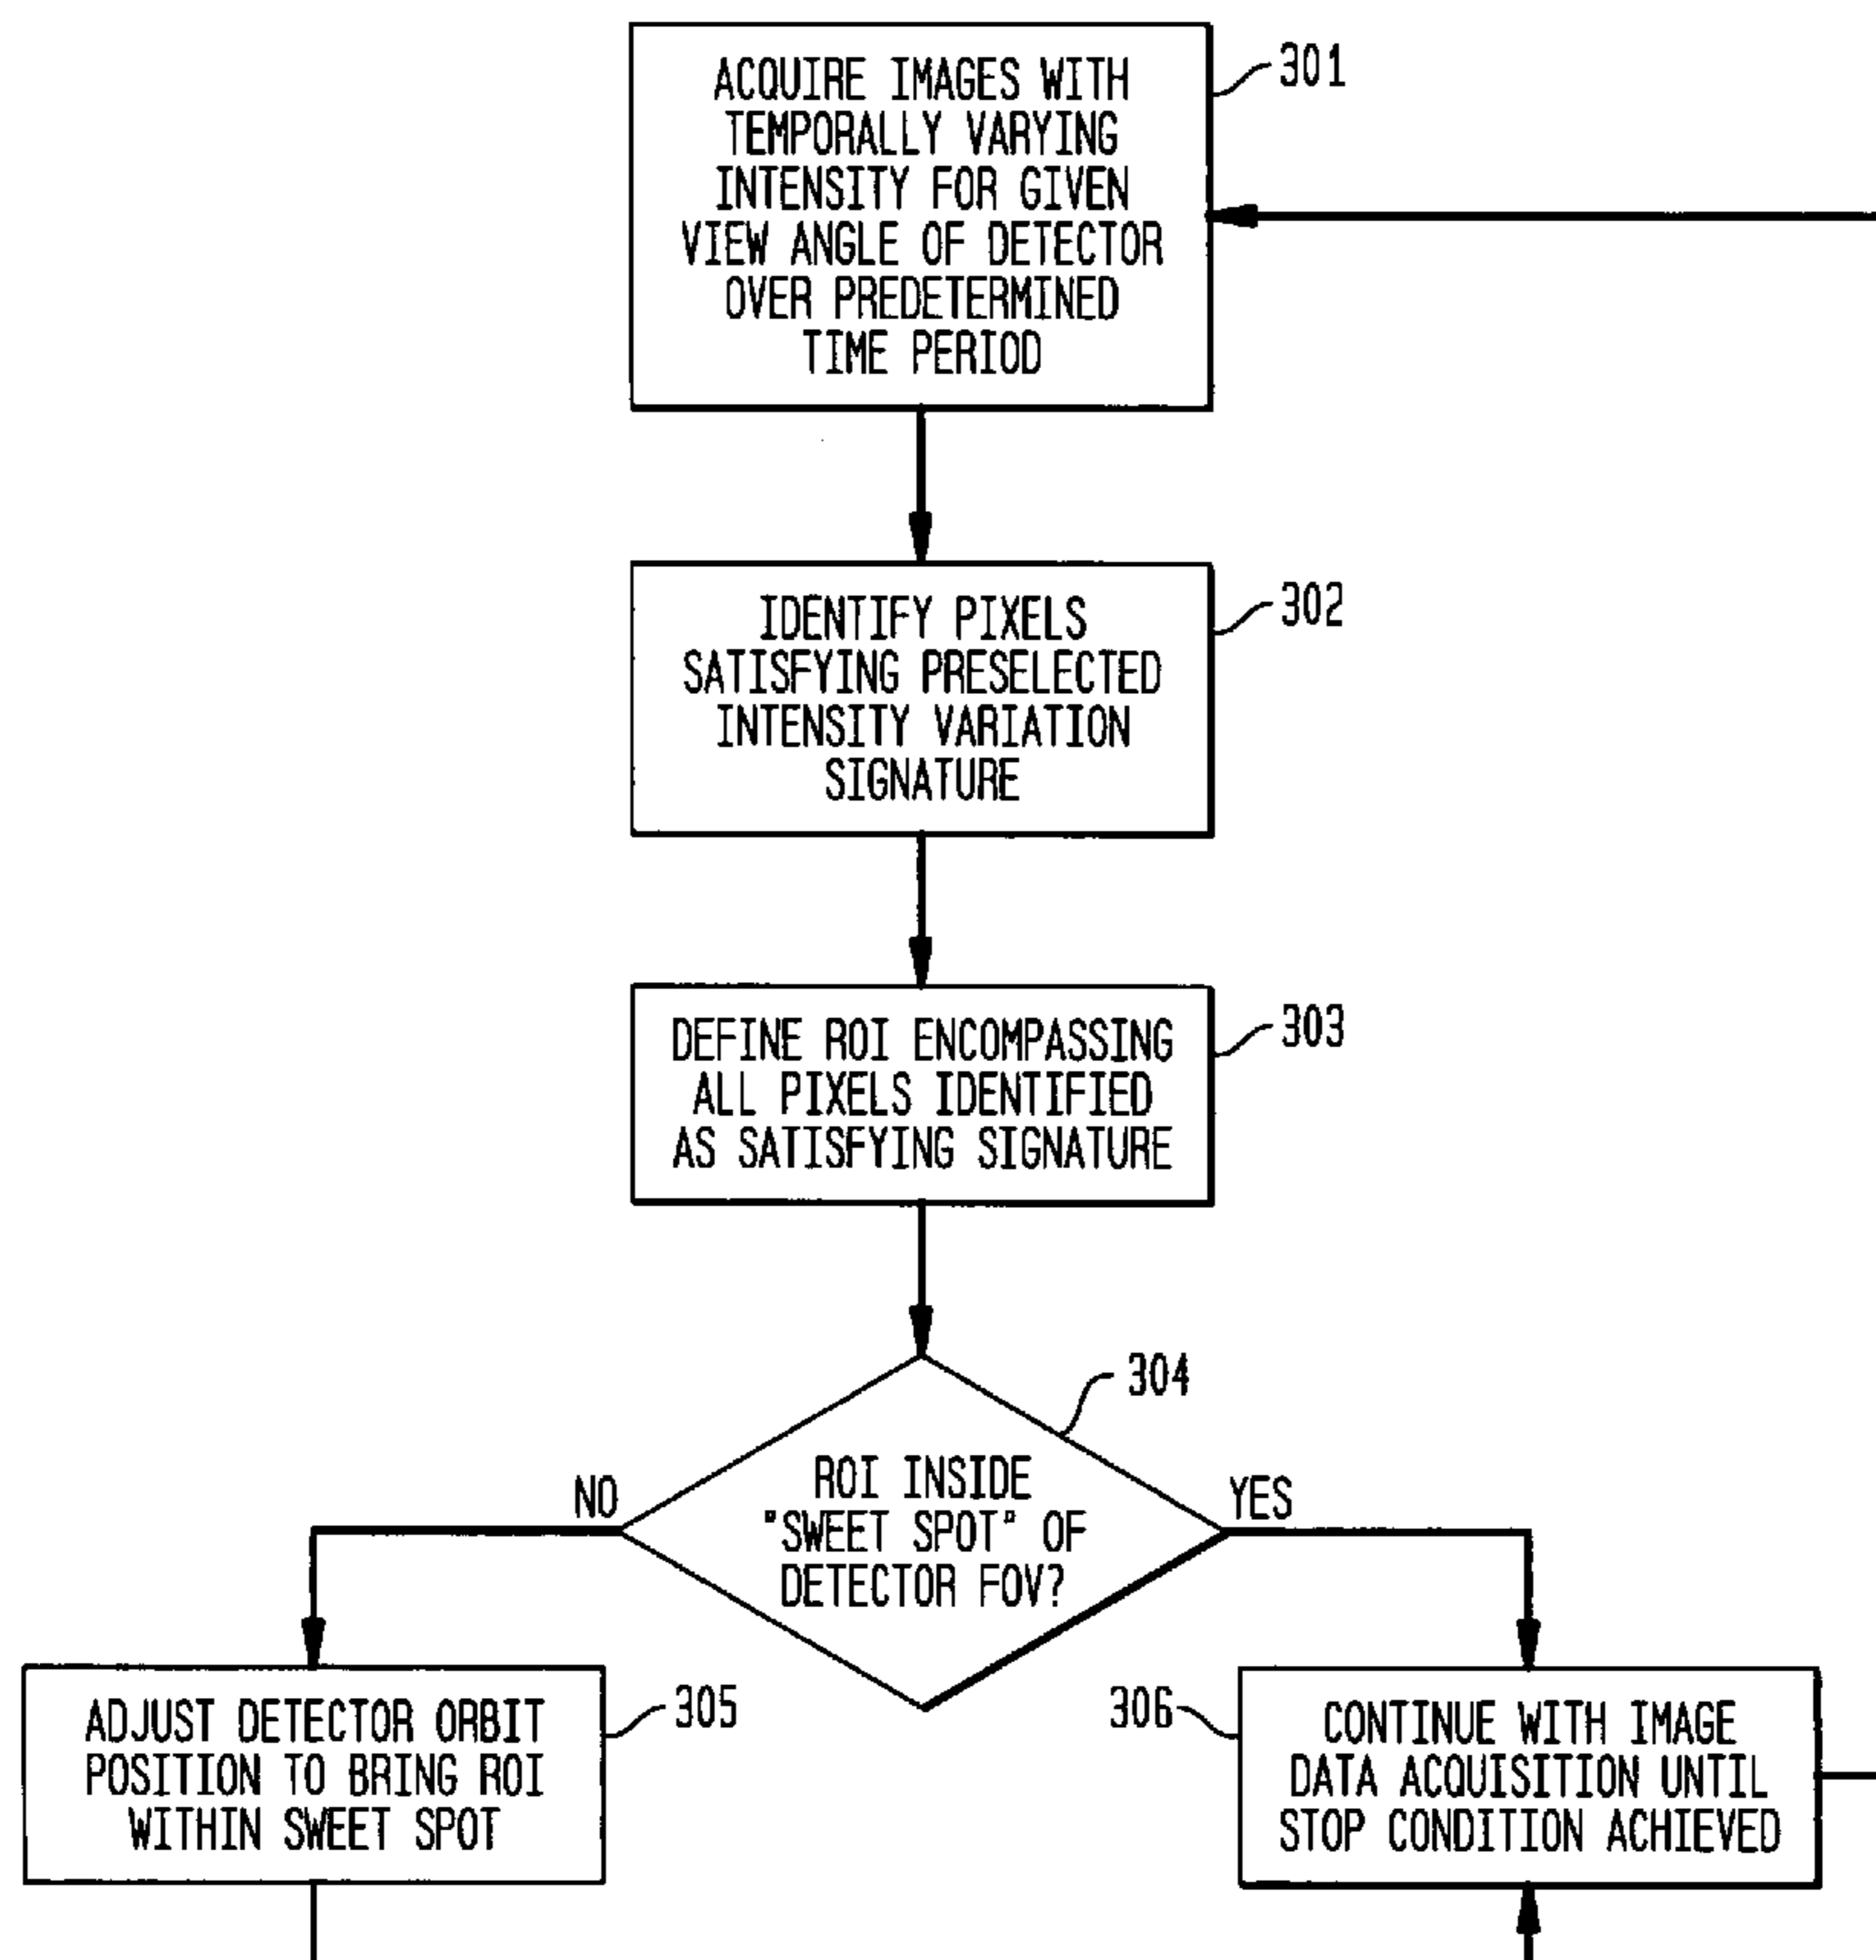 ACQUIRE IMAGES WITH
TEMPORALLY VARYING
INTENSITY FOR GIVEN
VIEW ANGLE OF DETECTOR
OVER PREDETERMINED
TIME PERIOD
301
IDENTIFY PIXELS
SATISFYING PRESELECTED
INTENSITY VARIATION
SIGNATURE
302
DEFINE ROI ENCOMPASSING
ALL PIXELS IDENTIFIED
AS SATISFYING SIGNATURE
303
304
ROI INSIDE
"SWEET SPOT" OF
DETECTOR FOV?
NO
YES
ADJUST DETECTOR ORBIT
POSITION TO BRING ROI
WITHIN SWEET SPOT
305
306
CONTINUE WITH IMAGE
DATA ACQUISITION UNTIL
STOP CONDITION ACHIEVED